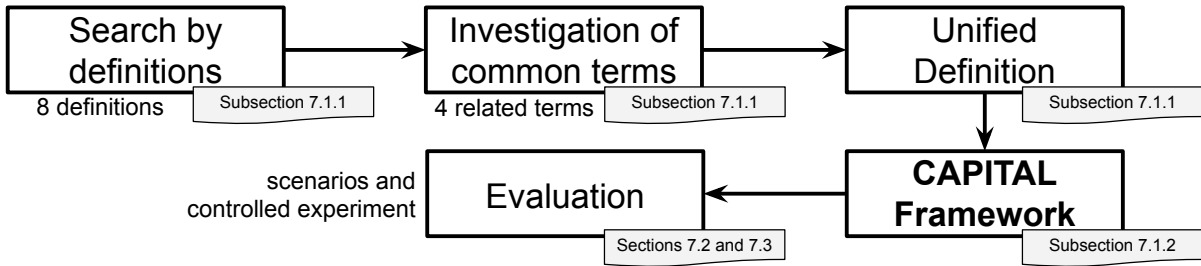 Search by
definitions
8 definitions
Subsection 7.1.1
Investigation of
common terms
4 related terms
Subsection 7.1.1
Unified
Definition
Subsection 7.1.1
CAPITAL
Framework
Subsection 7.1.2
scenarios and
controlled experiment
Evaluation
Sections 7.2 and 7.3